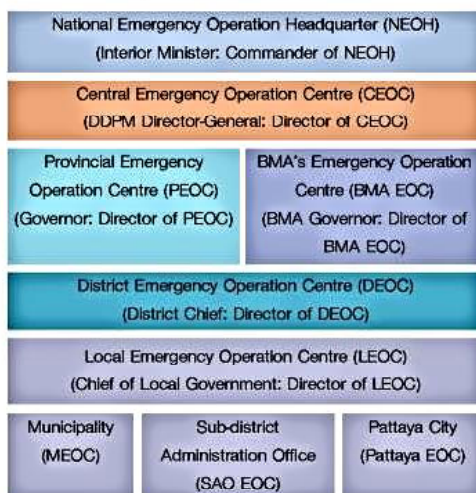 National Emergency Operation Headquarter (NEOH)
(Interior Minister: Commander of NEOH)
Central Emergency Operation Centre (CEOC)
(DDPM Director-General: Director of CEOC)
Provincial Emergency
Operation Centre (PEOC)
(Governor: Director of PEOC)
BMA's Emergency Operation
Centre (BMA EOC)
(BMA Governor: Director of
BMA EOC)
District Emergency Operation Centre (DEOC)
(District Chief: Director of DEOC)
Local Emergency Operation Centre (LEOC)
(Chief of Local Government: Director of LEOC)
Municipality
(MEOC)
Sub-district
Administration Office
(SAO EOC)
Pattaya City
(Pattaya EOC)